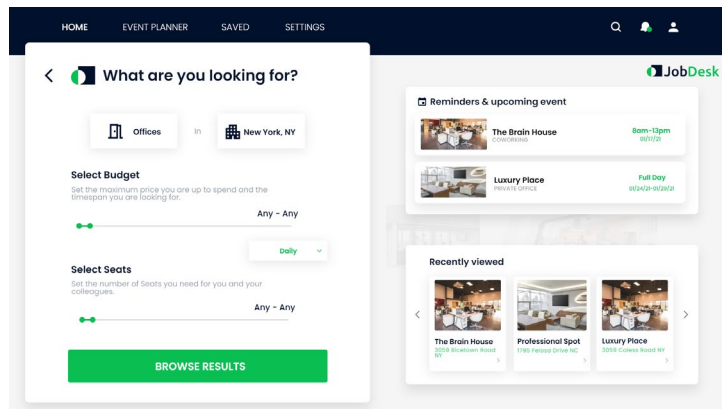 HOME EVENT PLANNER SAVED SETTINGS
What are you looking for?
Offices In New York, NY
Select Budget
Set the maximum price you are up to spend and the
timespan you are looking for.
Any - Any
Daily
Select Seats
Set the number of Seats you need for you and your
colleagues.
Any - Any
BROWSE RESULTS
JobDesk
Reminders & upcoming event
The Brain House
COWORKING
8am-13pm
01/17/21
Luxury Place
PRIVATE OFFICE
Full Day
01/24/21-01/29/21
Recently viewed
The Brain House
3059 Bicetown Road
NY
Professional Spot
1795 Felosa Drive NC
Luxury Place
3058 Coless Road NY